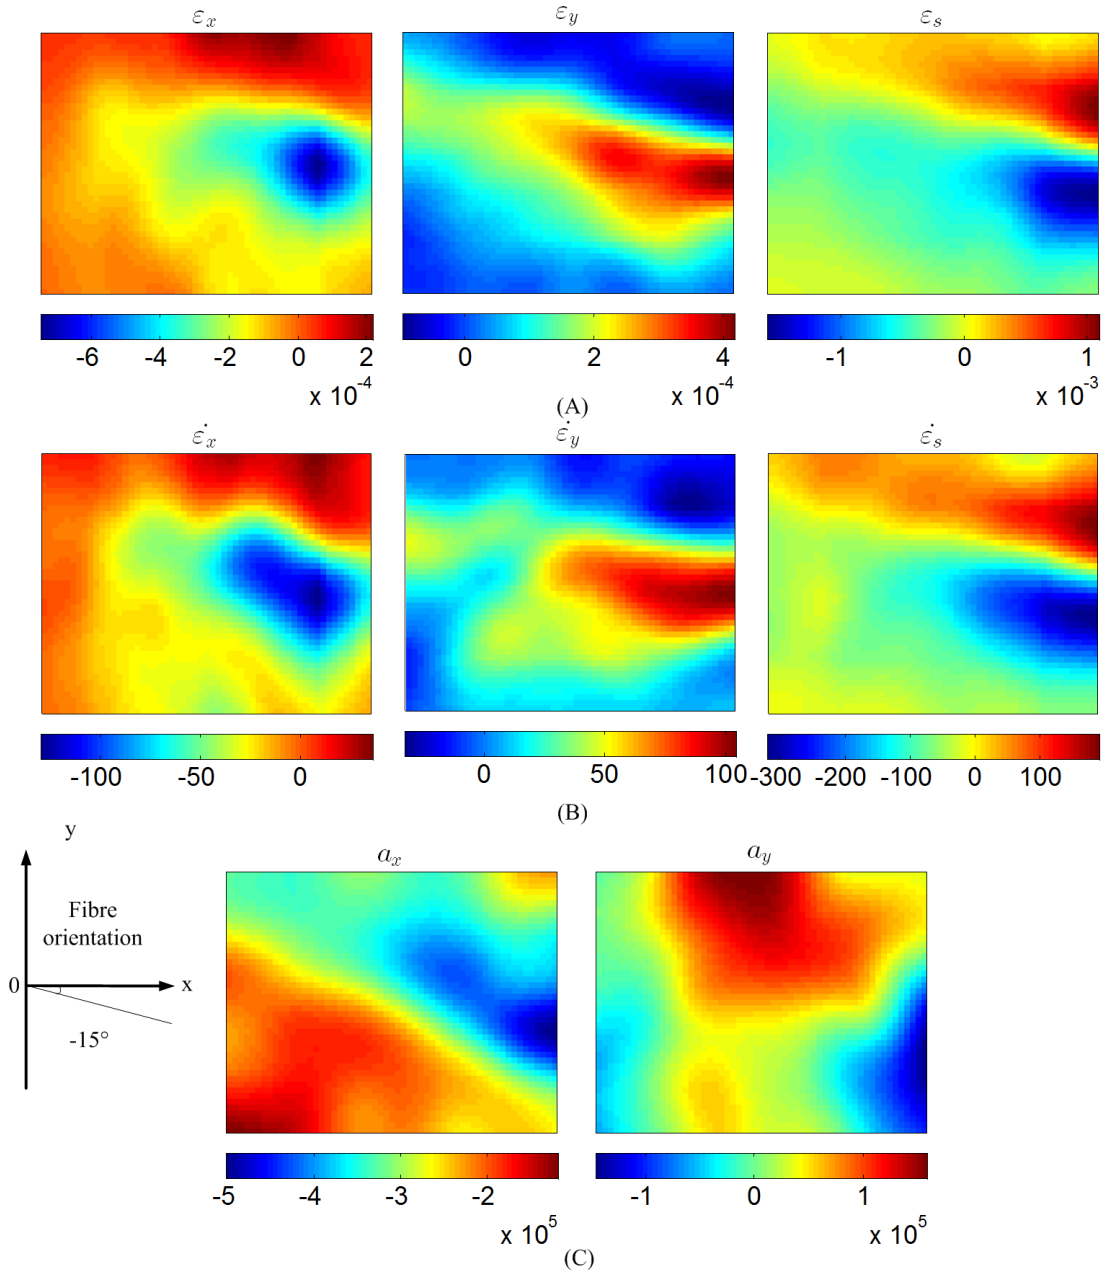 εₓ εᵧ εₛ
-6 -4 -2 0 2 0 2 4 -1 0 1
x 10⁻⁴ x 10⁻⁴ x 10⁻³
(A)
ε̇ₓ ε̇ᵧ ε̇ₛ
-100 -50 0 0 50 100 -300 -200 -100 0 100
(B)
y
aₓ aᵧ
Fibre
orientation
0 x
-15°
-5 -4 -3 -2 -1 0 1
x 10⁵ x 10⁵
(C)